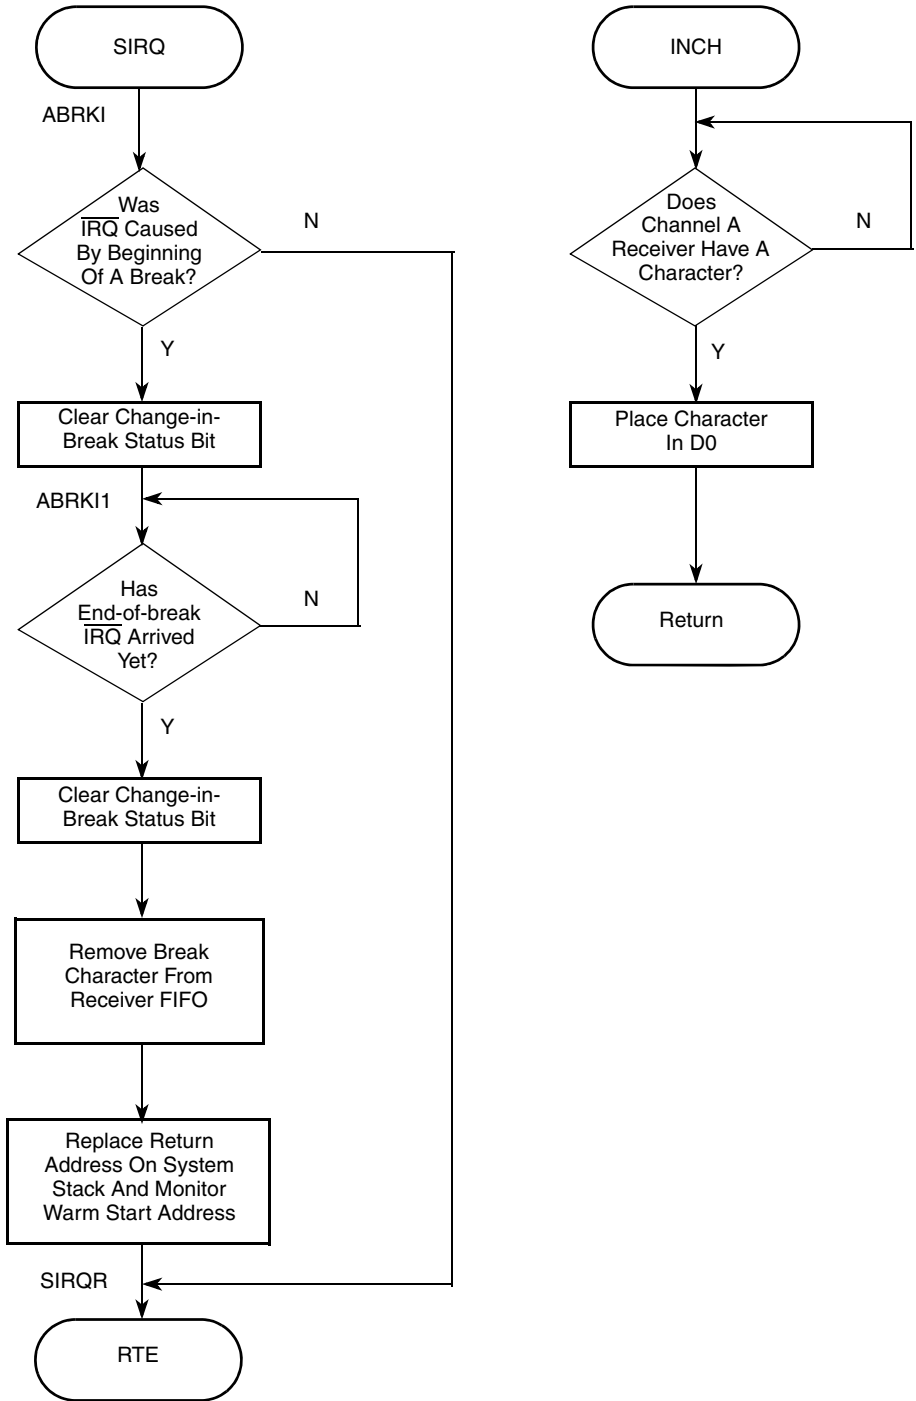 SIRQ
ABRKI
Was
IRQ Caused
By Beginning
Of A Break?
N
Y
Clear Change-in-
Break Status Bit
ABRKI1
Has
End-of-break
IRQ Arrived
Yet?
N
Y
Clear Change-in-
Break Status Bit
Remove Break
Character From
Receiver FIFO
Replace Return
Address On System
Stack And Monitor
Warm Start Address
SIRQR
RTE
INCH
Does
Channel A
Receiver Have A
Character?
N
Y
Place Character
In D0
Return